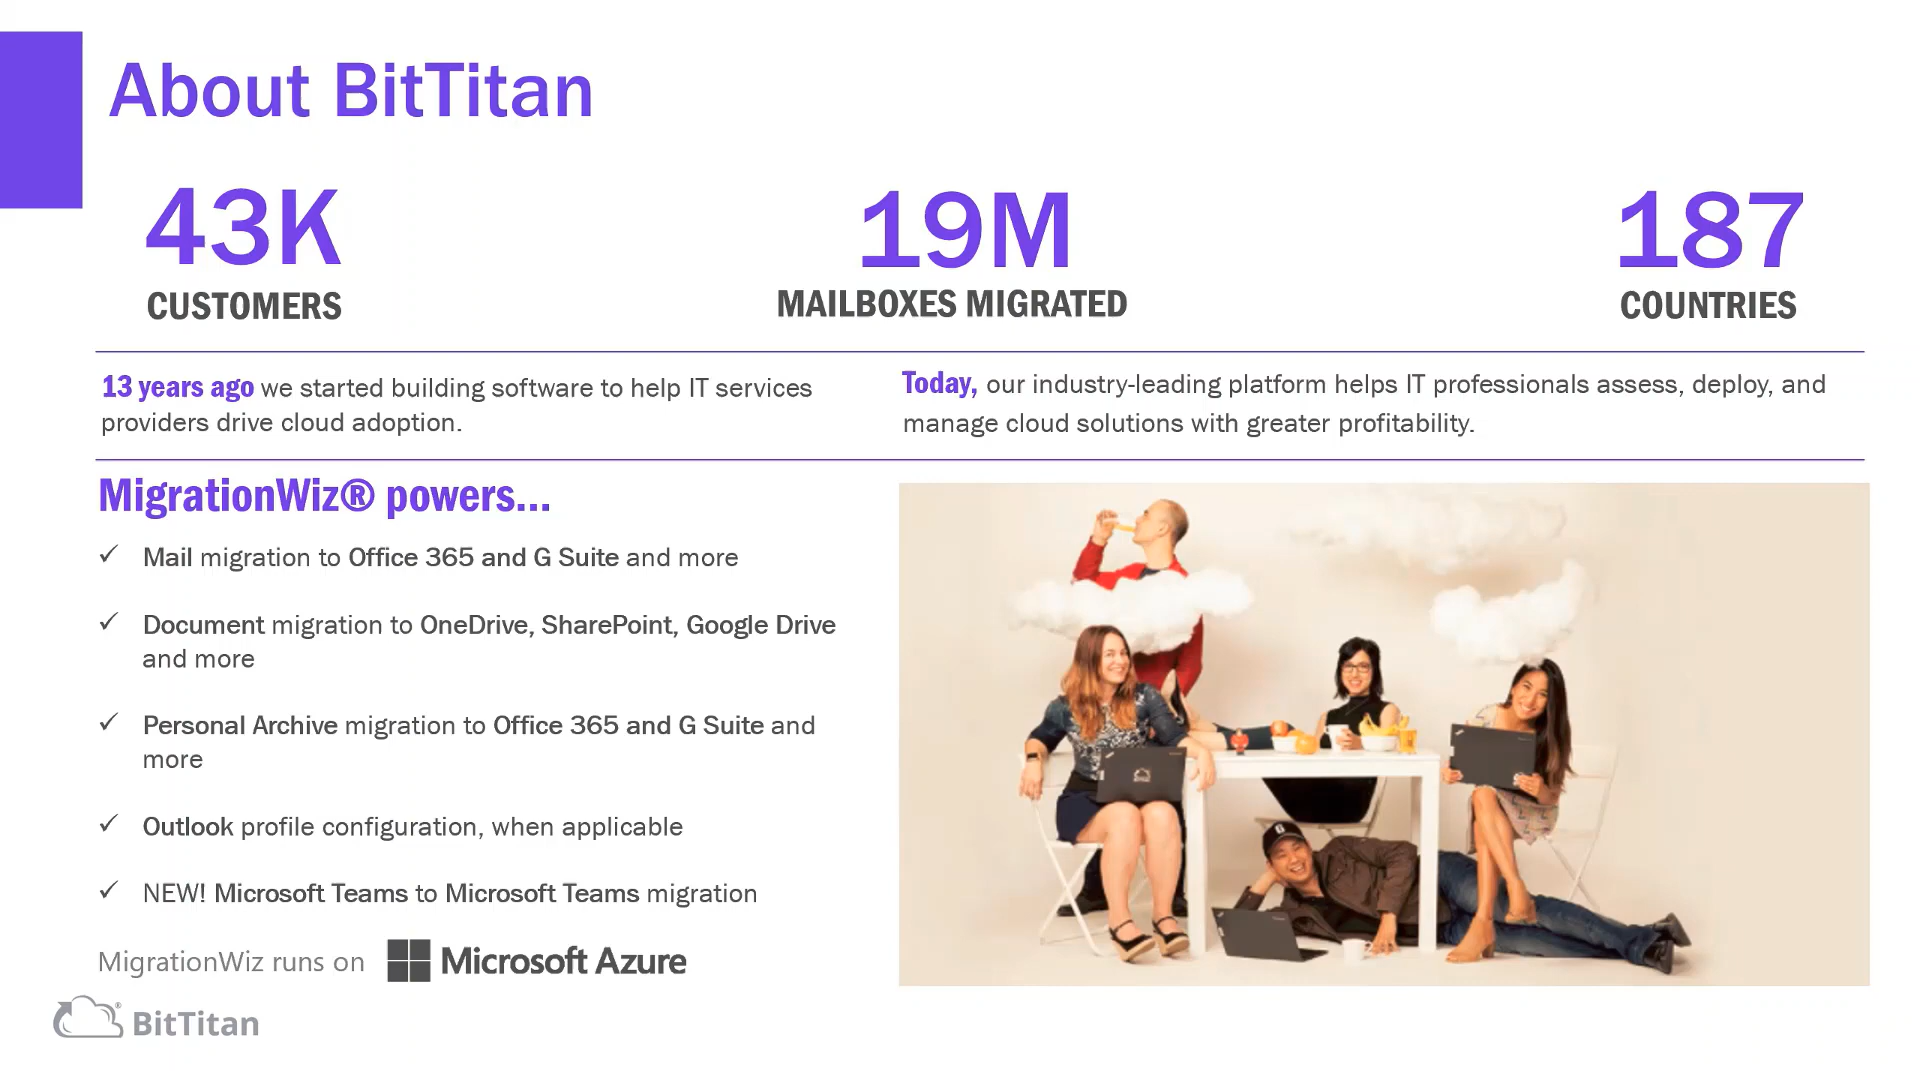 About BitTitan
43K
CUSTOMERS
19M
MAILBOXES MIGRATED
187
COUNTRIES
13 years ago we started building software to help IT services
providers drive cloud adoption.
Today, our industry-leading platform helps IT professionals assess, deploy, and
manage cloud solutions with greater profitability.
MigrationWiz® powers...
✓ Mail migration to Office 365 and G Suite and more
✓ Document migration to OneDrive, SharePoint, Google Drive
and more
✓ Personal Archive migration to Office 365 and G Suite and
more
✓ Outlook profile configuration, when applicable
✓ NEW! Microsoft Teams to Microsoft Teams migration
MigrationWiz runs on Microsoft Azure
® BitTitan